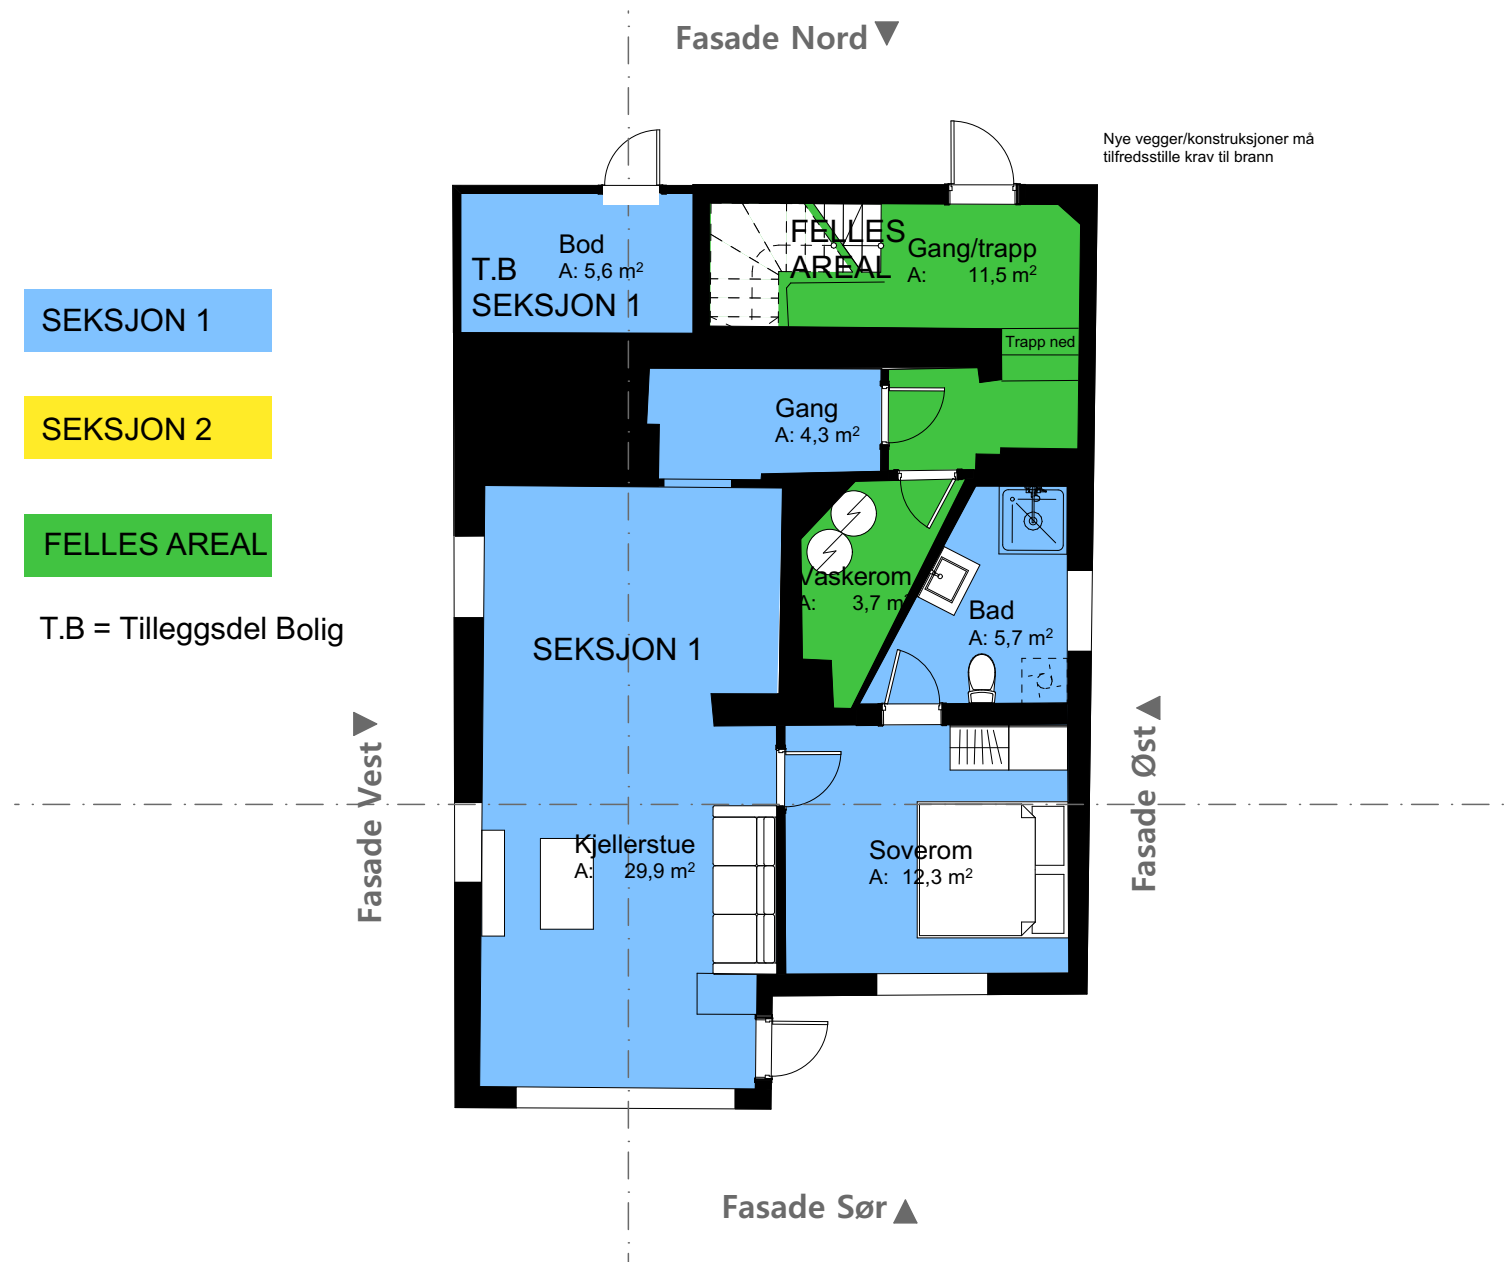 Fasade Nord
Nye vegger/konstruksjoner må
tilfredsstille krav til brann
Bod
A: 5,6 m²
T.B
SEKSJON 1
FELLES
AREAL
Gang/trapp
A: 11,5 m²
Trapp ned
SEKSJON 1
SEKSJON 2
FELLES AREAL
T.B = Tilleggsdel Bolig
Gang
A: 4,3 m²
Vaskerom
A: 3,7 m²
Bad
A: 5,7 m²
SEKSJON 1
Fasade Vest
Fasade Øst
Kjellerstue
A: 29,9 m²
Soverom
A: 12,3 m²
Fasade Sør